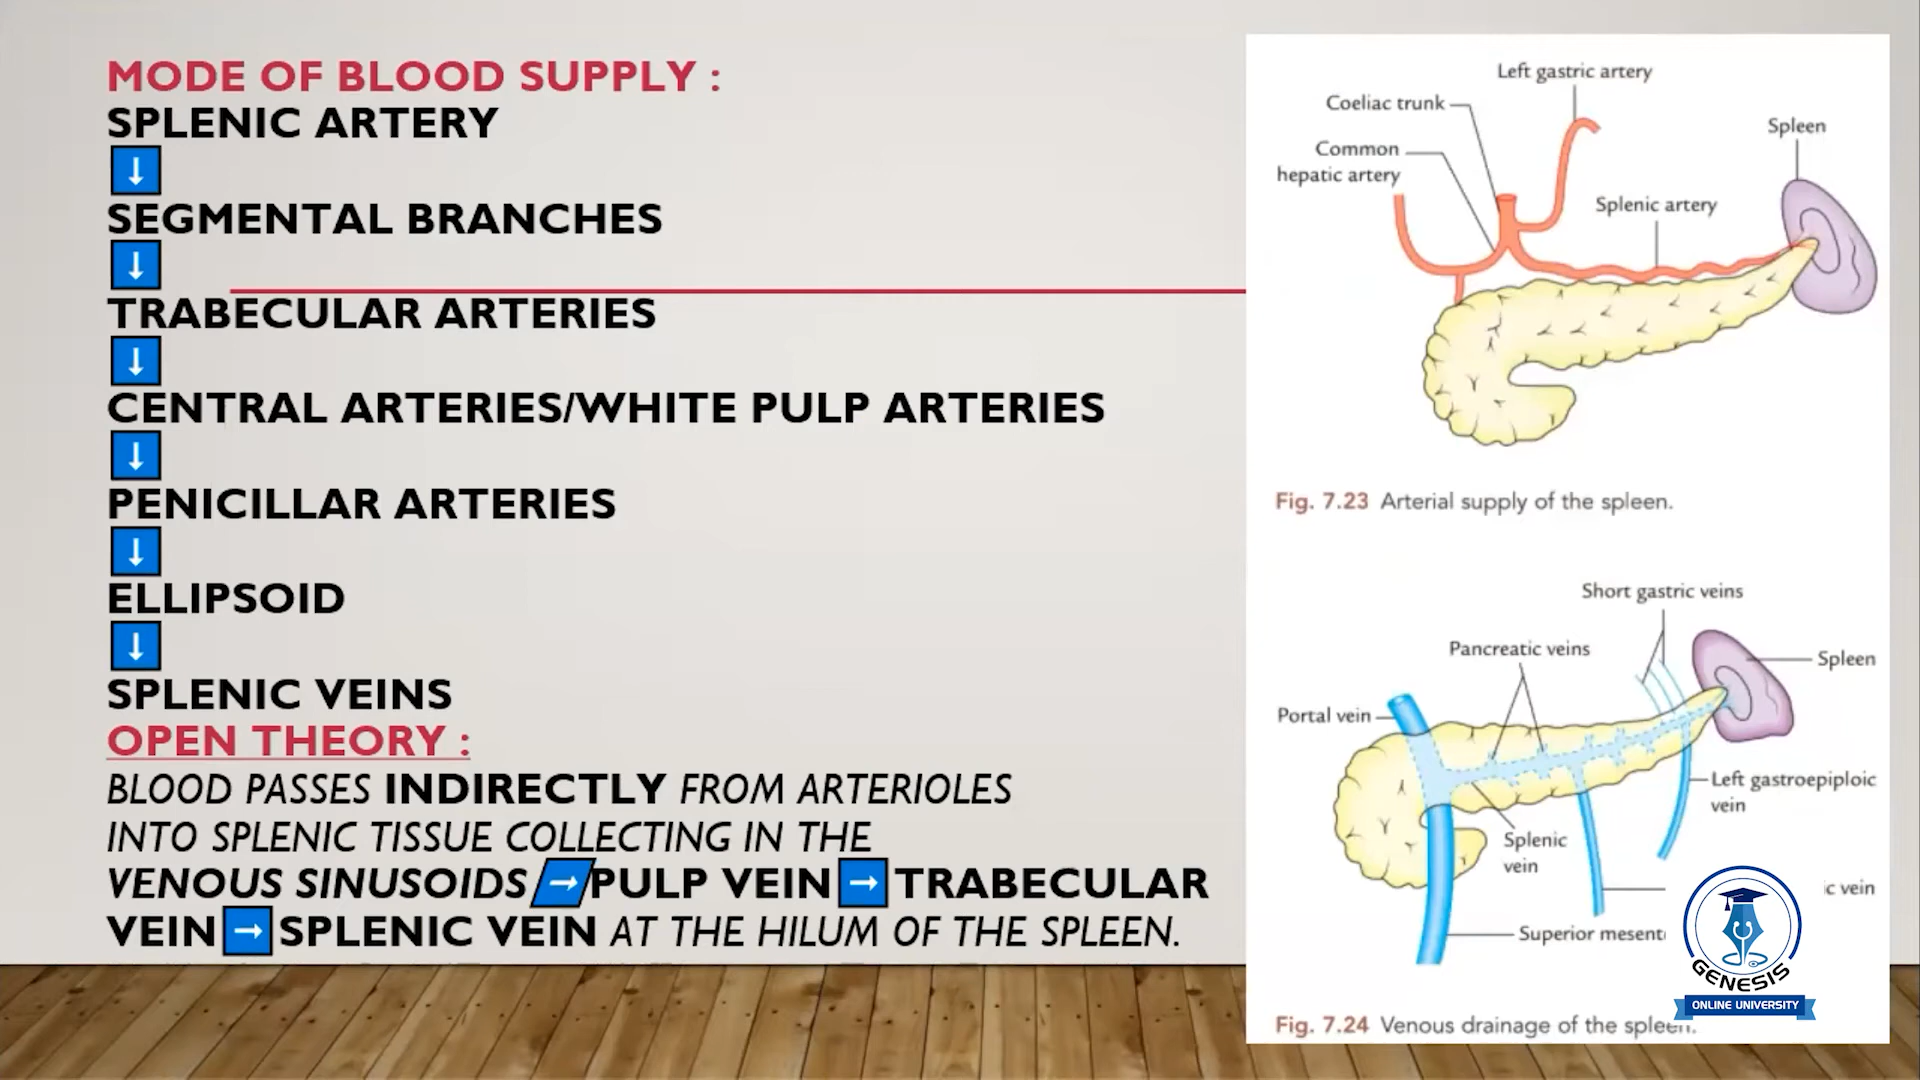 MODE OF BLOOD SUPPLY :
SPLENIC ARTERY
↓
SEGMENTAL BRANCHES
↓
TRABECULAR ARTERIES
↓
CENTRAL ARTERIES/WHITE PULP ARTERIES
↓
PENICILLAR ARTERIES
↓
ELLIPSOID
↓
SPLENIC VEINS
OPEN THEORY :
BLOOD PASSES INDIRECTLY FROM ARTERIOLES
INTO SPLENIC TISSUE COLLECTING IN THE
VENOUS SINUSOIDS → PULP VEIN → TRABECULAR
VEIN → SPLENIC VEIN AT THE HILUM OF THE SPLEEN.
Left gastric artery
Coeliac trunk
Spleen
Common
hepatic artery
Splenic artery
Fig. 7.23 Arterial supply of the spleen.
Short gastric veins
Pancreatic veins
Spleen
Portal vein
Left gastroepiploic
vein
Splenic
vein
vein
Superior
GENESIS
ONLINE UNIVERSITY
Fig. 7.24 Venous drainage of the spleen.